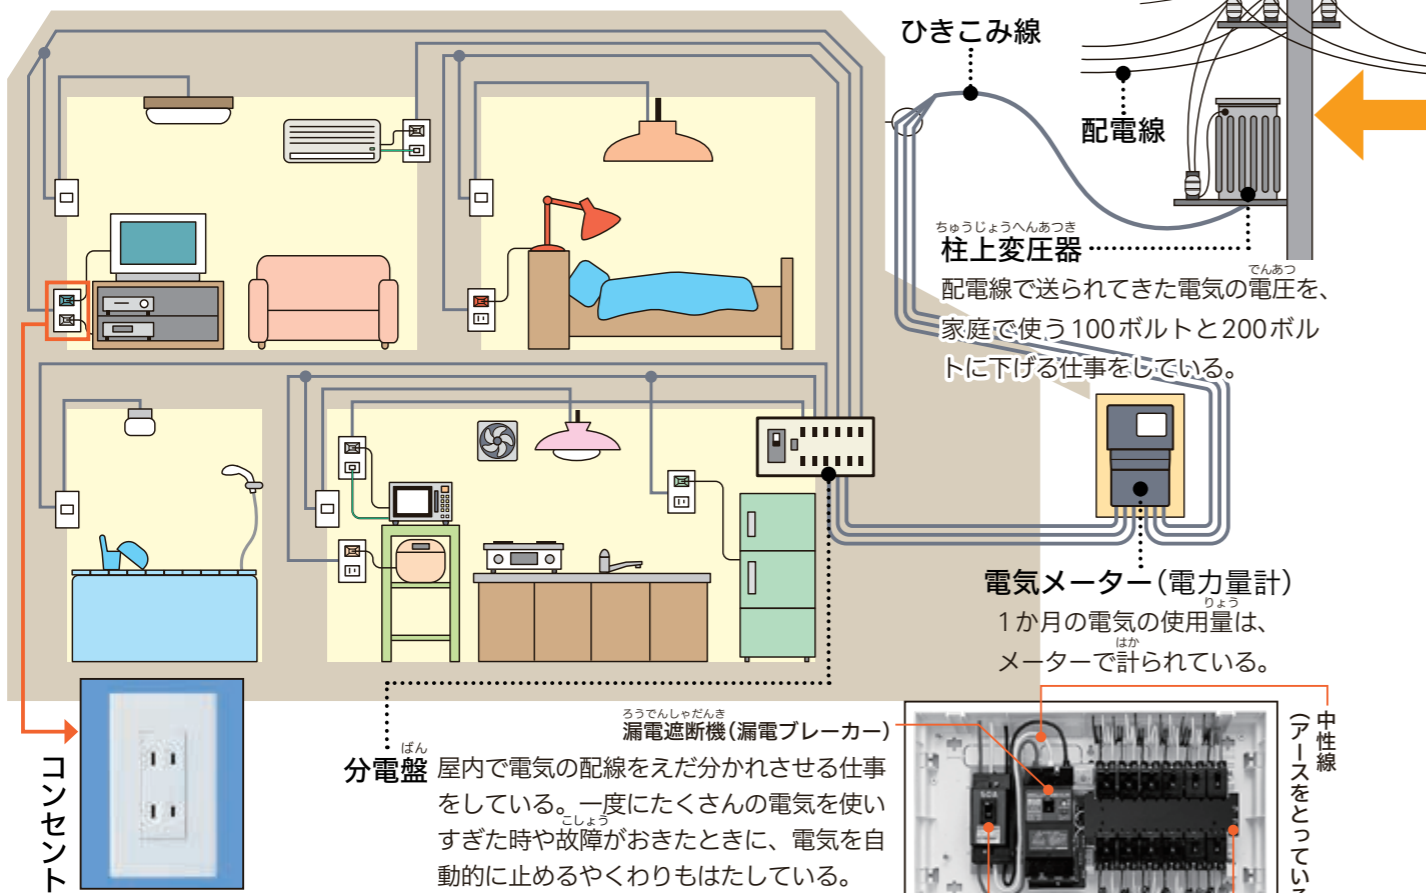 ひきこみ線
配電線
ちゅうじょうへんあつき
柱上変圧器
でんあつ
配電線で送られてきた電気の電圧を、
家庭で使う100ボルトと200ボル
トに下げる仕事をしている。
電気メーター(電力量計)
りょう
1か月の電気の使用量は、
はか
メーターで計られている。
コンセント
ばん
分電盤
屋内で電気の配線をえだ分かれさせる仕事
をしている。一度にたくさんの電気を使い
こしょう
すぎた時や故障がおきたときに、電気を自
動的に止めるやくわりもはたしている。
ろうでんしゃだんき
漏電遮断機(漏電ブレーカー)
中性線
(アースをとっている